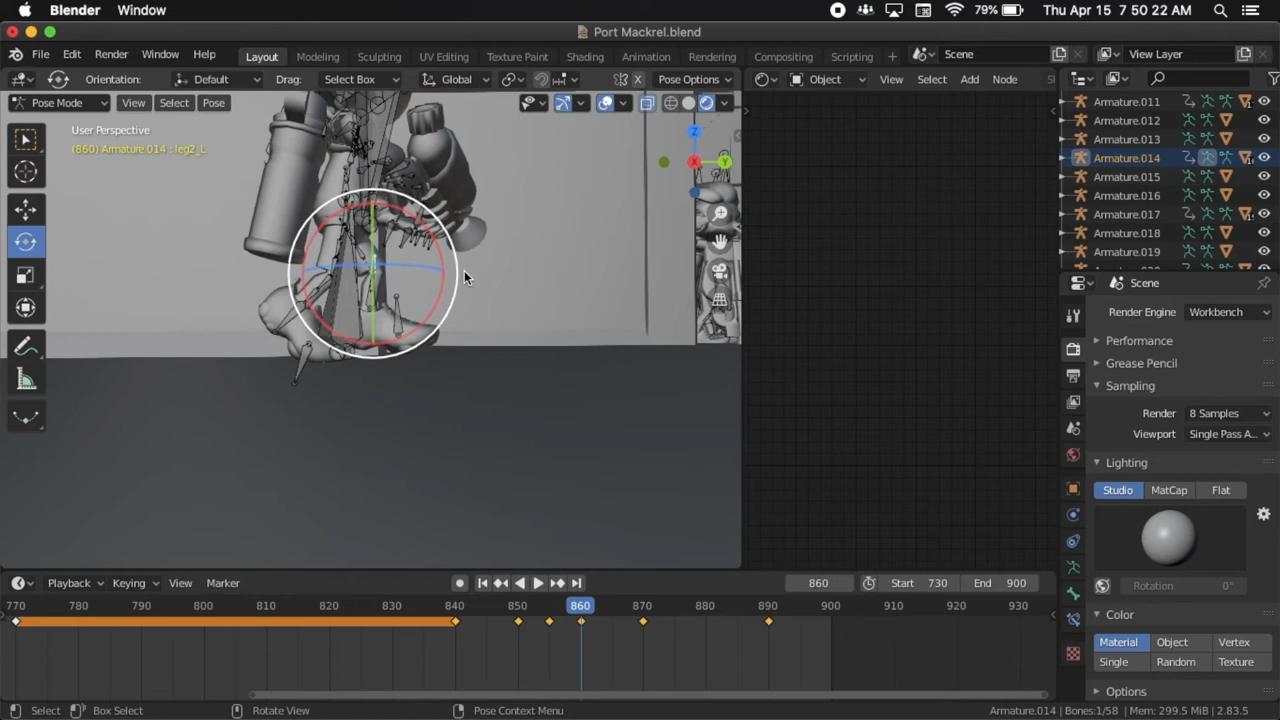 Blender Window 79% Thu Apr 15 7 50 22 AM
Port Mackrel.blend
File Edit Render Window Help Layout Modeling Sculpting UV Editing Texture Paint Shading Animation Rendering Compositing Scripting + Scene View Layer
Orientation: Default Drag: Select Box Global X Pose Options Object View Select Add Node
Pose Mode View Select Pose
User Perspective
(860) Armature.014 : leg2_L
Z
X
Y
Armature.011
Armature.012
Armature.013
Armature.014
Armature.015
Armature.016
Armature.017
Armature.018
Armature.019
Scene
Render Engine Workbench
Performance
Grease Pencil
Sampling
Render 8 Samples
Viewport Single Pass A...
Lighting
Studio MatCap Flat
Rotation 0°
Color
Material Object Vertex
Single Random Texture
Options
Playback Keying View Marker 860 Start 730 End 900
770 780 790 800 810 820 830 840 850 860 870 880 890 900 910 920 930
Select Box Select Rotate View Pose Context Menu Armature.014 | Bones:1/58 | Mem: 299.5 MiB | 2.83.5